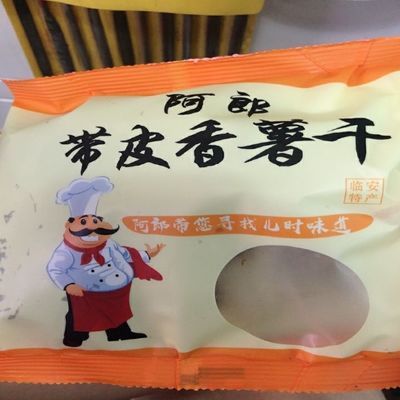 阿郎
带皮香薯干
临安
特产
阿郎带您寻找儿时味道